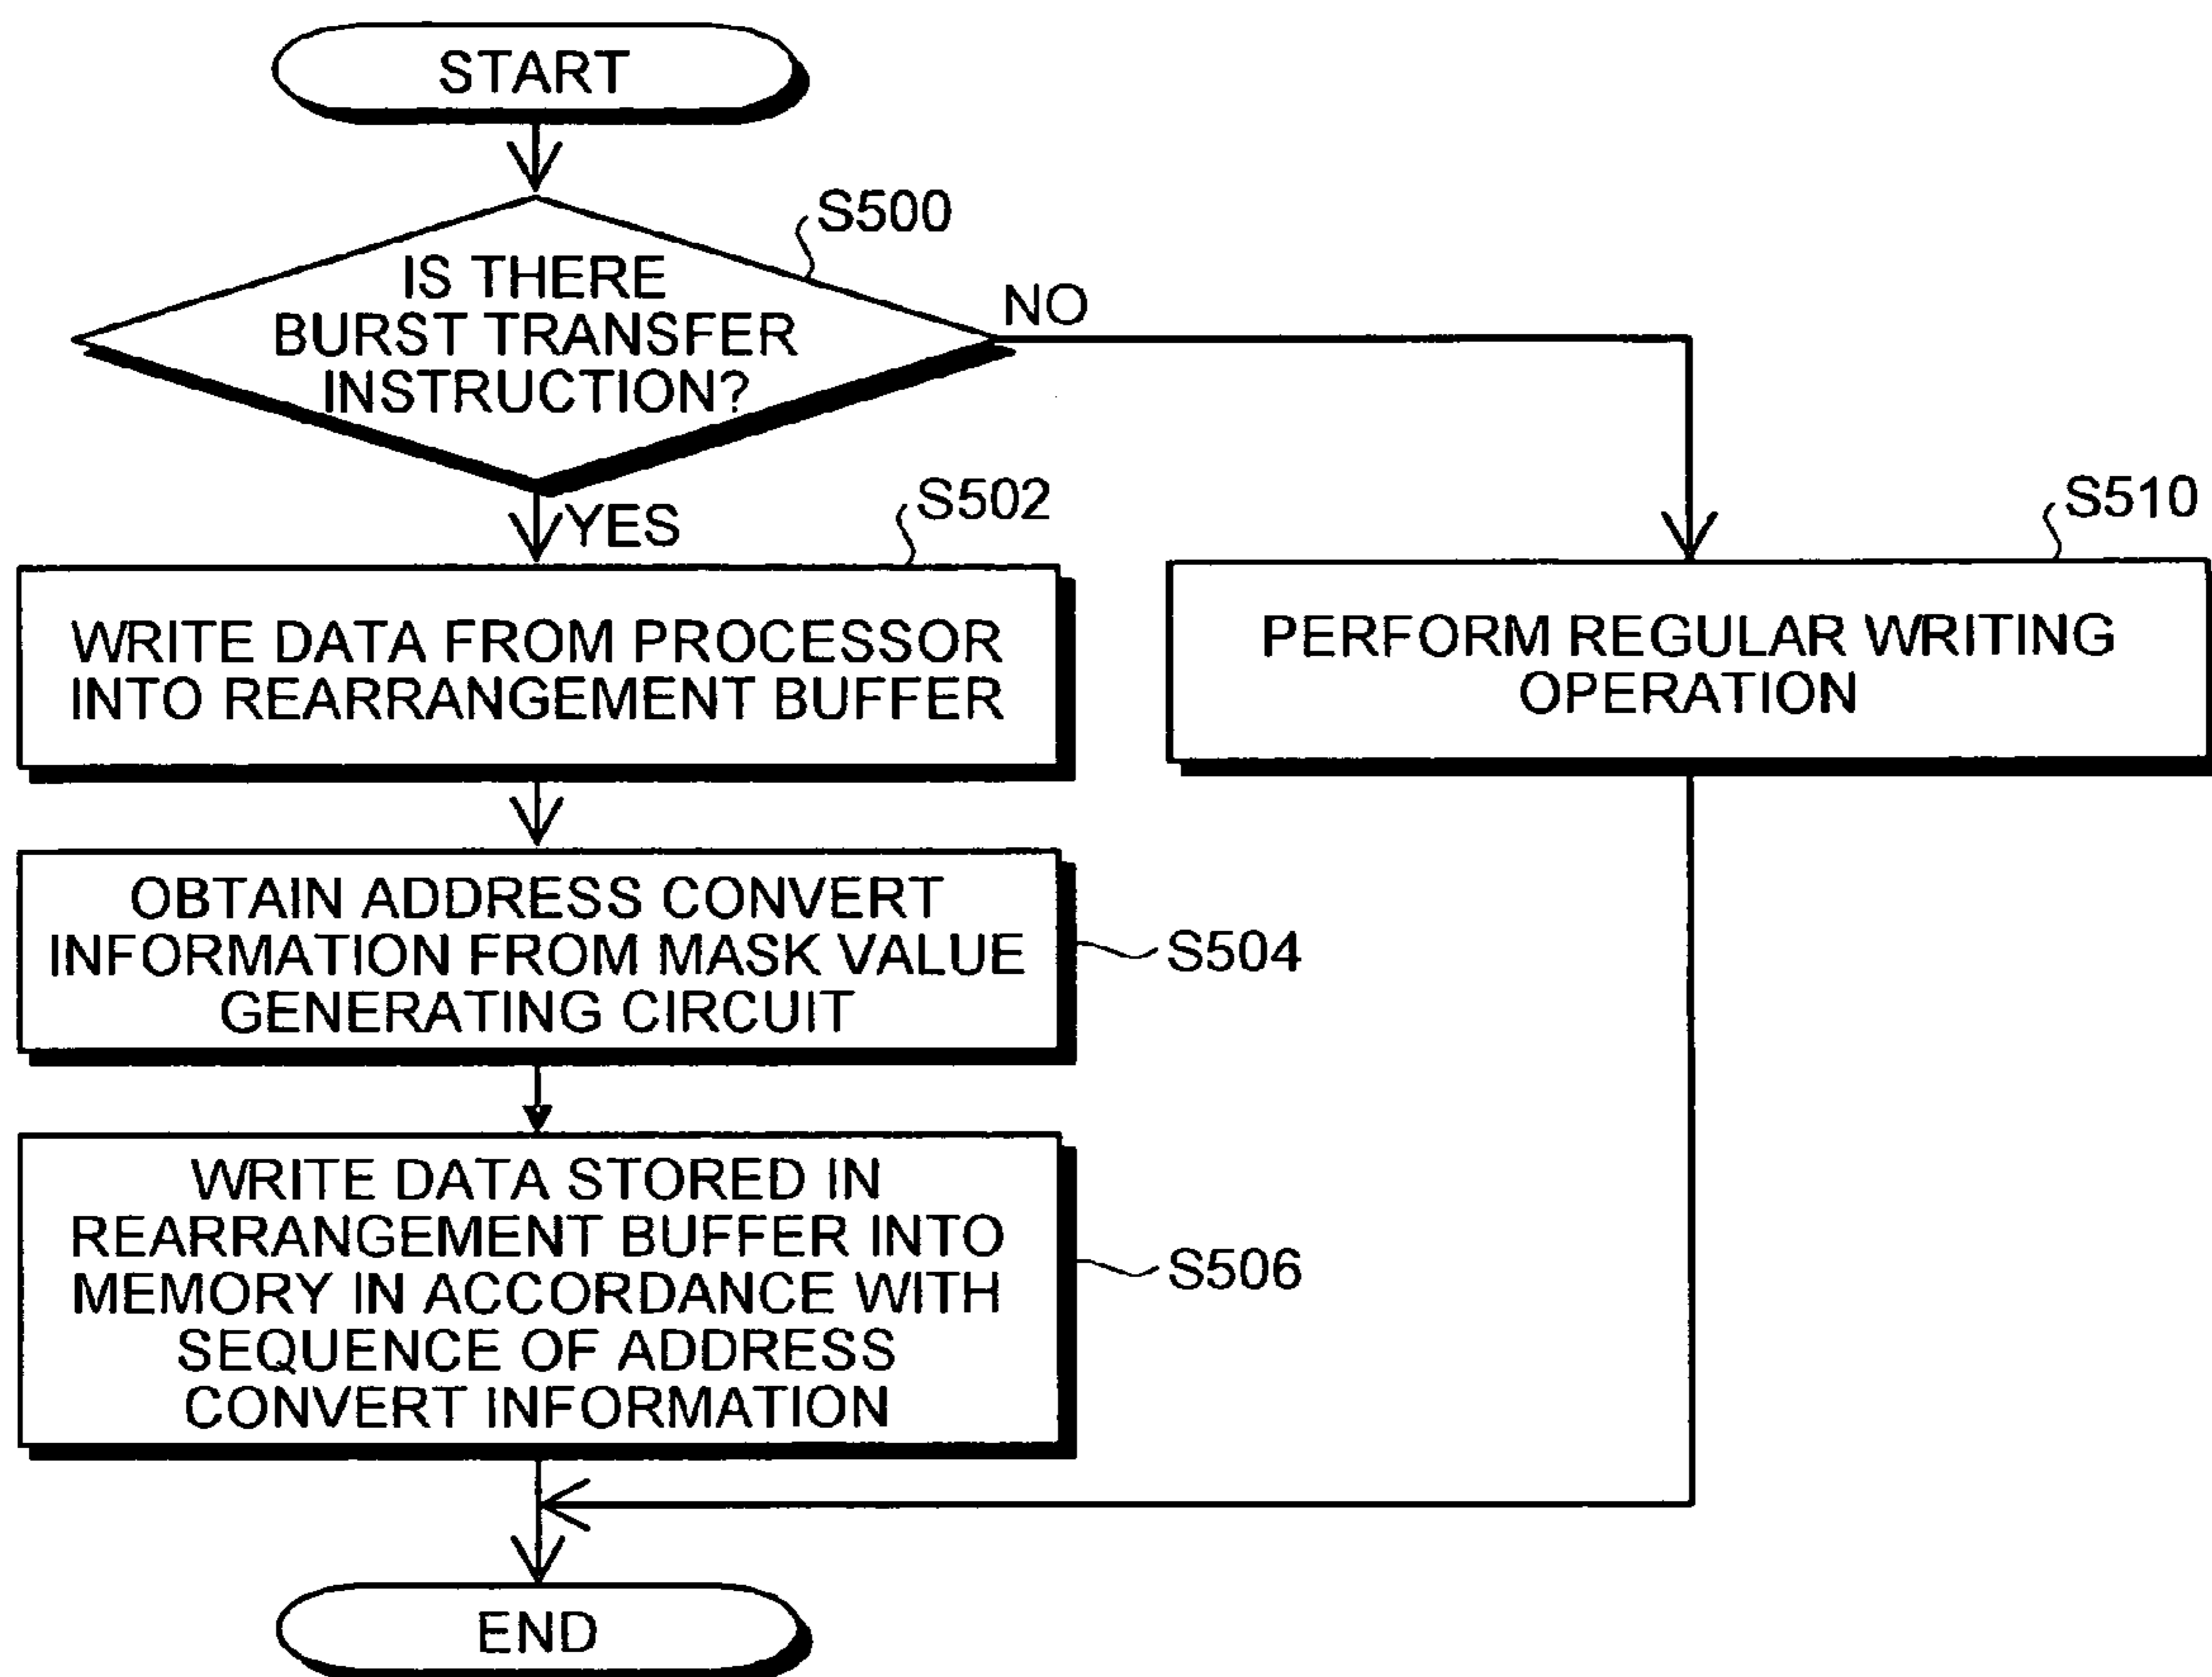 START
S500
IS THERE
BURST TRANSFER
INSTRUCTION?
NO
YES
S502
WRITE DATA FROM PROCESSOR
INTO REARRANGEMENT BUFFER
S510
PERFORM REGULAR WRITING
OPERATION
OBTAIN ADDRESS CONVERT
INFORMATION FROM MASK VALUE
GENERATING CIRCUIT
S504
WRITE DATA STORED IN
REARRANGEMENT BUFFER INTO
MEMORY IN ACCORDANCE WITH
SEQUENCE OF ADDRESS
CONVERT INFORMATION
S506
END